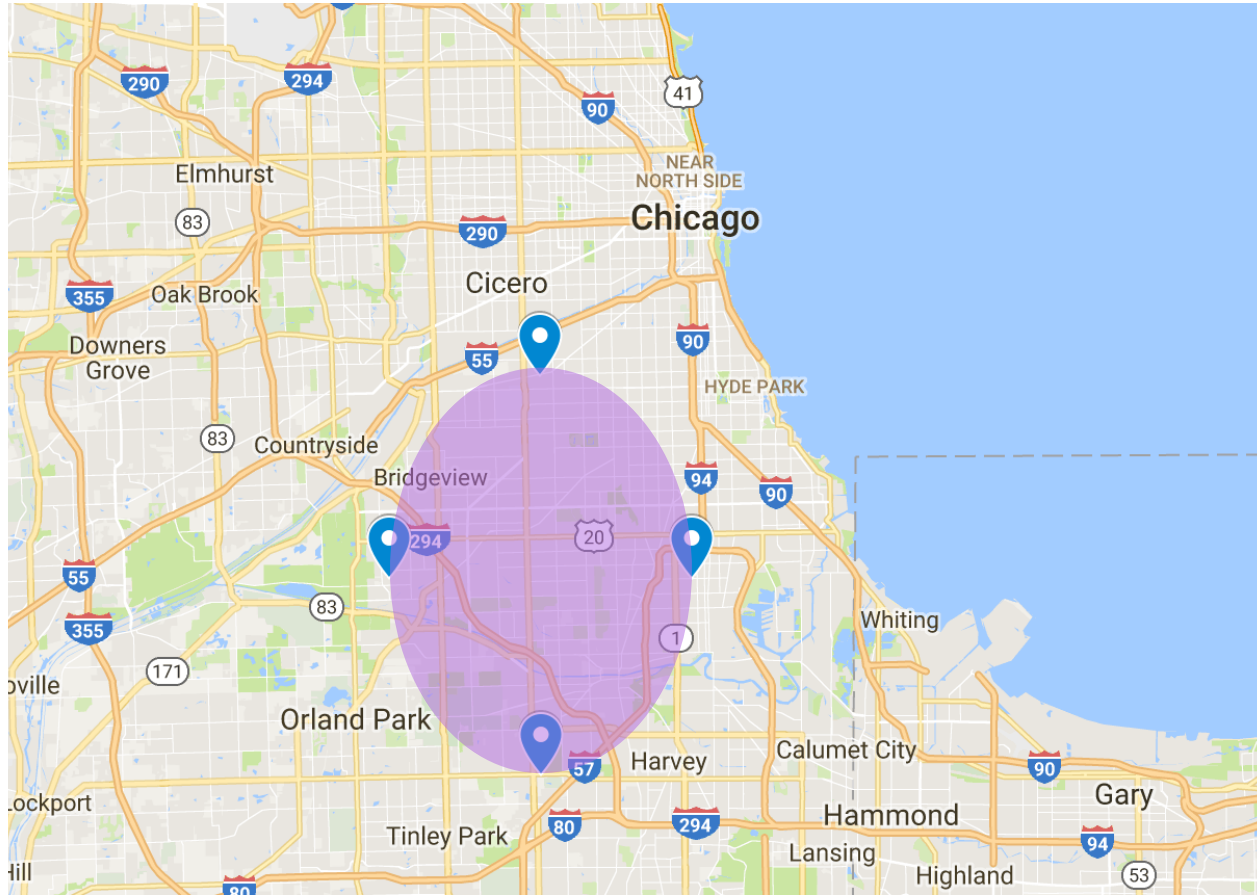 290
294
90
41
NEAR
NORTH SIDE
Elmhurst
83
Chicago
290
Cicero
355
Oak Brook
90
Downers
Grove
55
HYDE PARK
83
Countryside
Bridgeview
94
90
294
20
55
83
355
Whiting
1
171
oville
Orland Park
Harvey
Calumet City
57
90
Gary
Lockport
Hammond
Tinley Park
80
294
94
Lansing
Hill
Highland
53
80